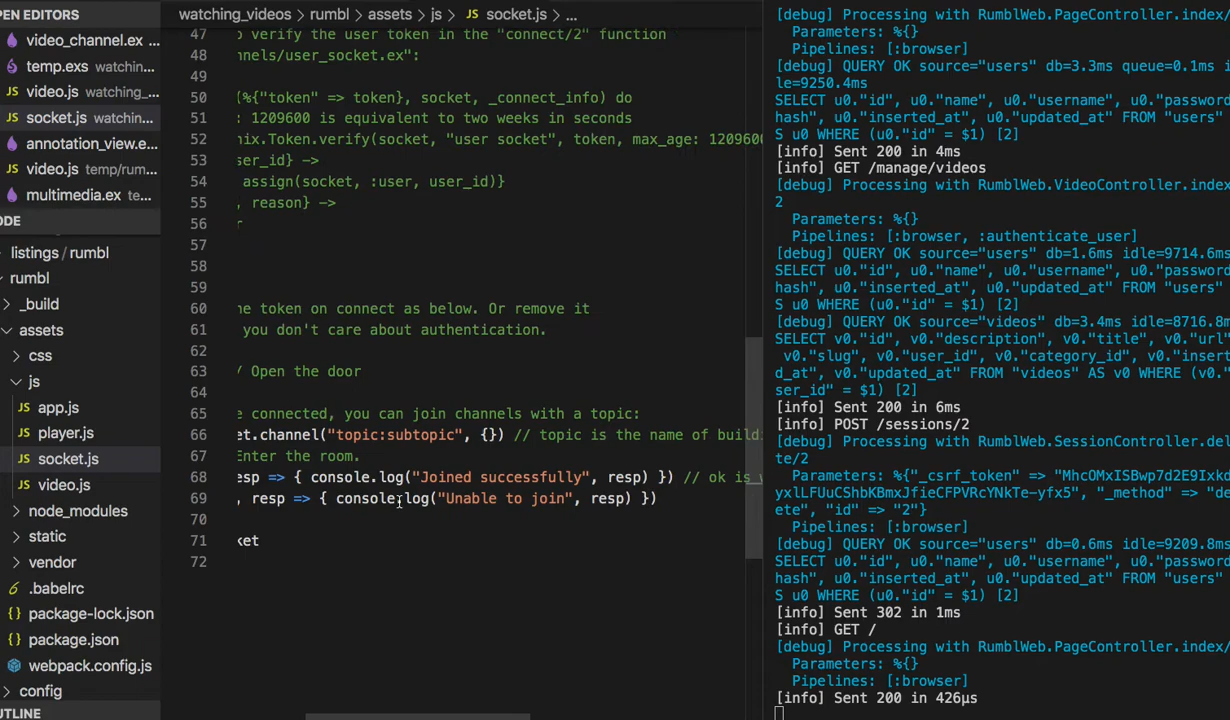 PEN EDITORS
video_channel.ex ...
temp.exs watchin...
video.js watching_...
socket.js watchin...
annotation_view.e...
video.js temp/rum...
multimedia.ex te...
ODE
listings / rumbl
rumbl
_build
assets
css
js
app.js
player.js
socket.js
video.js
node_modules
static
vendor
.babelrc
package-lock.json
package.json
webpack.config.js
config
UTLINE
watching_videos > rumbl > assets > js > JS socket.js > ...
47 o verify the user token in the "connect/2" function
48 nnels/user_socket.ex":
49
50 (%{"token" => token}, socket, _connect_info) do
51 : 1209600 is equivalent to two weeks in seconds
52 nix.Token.verify(socket, "user socket", token, max_age: 1209600
53 ser_id} ->
54 assign(socket, :user, user_id)}
55 , reason} ->
56 r
57
58
59
60 he token on connect as below. Or remove it
61 you don't care about authentication.
62
63 / Open the door
64
65 e connected, you can join channels with a topic:
66 et.channel("topic:subtopic", {}) // topic is the name of build
67 Enter the room.
68 esp => { console.log("Joined successfully", resp) }) // ok is
69 , resp => { console.log("Unable to join", resp) })
70
71 ket
72
[debug] Processing with RumblWeb.PageController.index/
Parameters: %{}
Pipelines: [:browser]
[debug] QUERY OK source="users" db=3.3ms queue=0.1ms i
le=9250.4ms
SELECT u0."id", u0."name", u0."username", u0."password
hash", u0."inserted_at", u0."updated_at" FROM "users"
S u0 WHERE (u0."id" = $1) [2]
[info] Sent 200 in 4ms
[info] GET /manage/videos
[debug] Processing with RumblWeb.VideoController.index
2
Parameters: %{}
Pipelines: [:browser, :authenticate_user]
[debug] QUERY OK source="users" db=1.6ms idle=9714.6ms
SELECT u0."id", u0."name", u0."username", u0."password
hash", u0."inserted_at", u0."updated_at" FROM "users"
S u0 WHERE (u0."id" = $1) [2]
[debug] QUERY OK source="videos" db=3.4ms idle=8716.8m
SELECT v0."id", v0."description", v0."title", v0."url"
v0."slug", v0."user_id", v0."category_id", v0."insert
d_at", v0."updated_at" FROM "videos" AS v0 WHERE (v0."
ser_id" = $1) [2]
[info] Sent 200 in 6ms
[info] POST /sessions/2
[debug] Processing with RumblWeb.SessionController.del
te/2
Parameters: %{"_csrf_token" => "MhcOMxISBwp7d2E9Ixkd
yxlLFUuCShbKBmxJfieCFPVRcYNkTe-yfx5", "_method" => "de
ete", "id" => "2"}
Pipelines: [:browser]
[debug] QUERY OK source="users" db=0.6ms idle=9209.8ms
SELECT u0."id", u0."name", u0."username", u0."password
hash", u0."inserted_at", u0."updated_at" FROM "users"
S u0 WHERE (u0."id" = $1) [2]
[info] Sent 302 in 1ms
[info] GET /
[debug] Processing with RumblWeb.PageController.index/
Parameters: %{}
Pipelines: [:browser]
[info] Sent 200 in 426µs